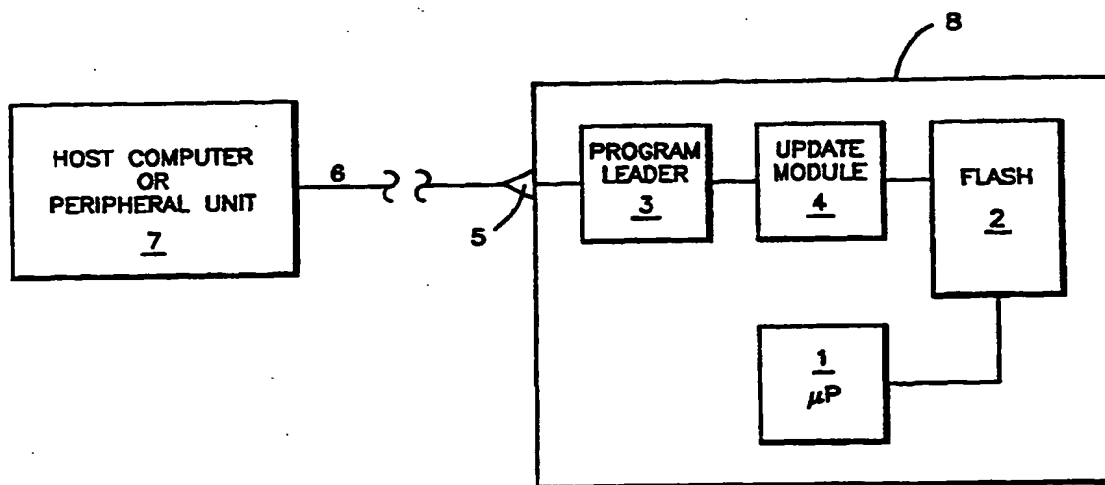 8
HOST COMPUTER
OR
PERIPHERAL UNIT
7
6
5
PROGRAM
LEADER
3
UPDATE
MODULE
4
FLASH
2
1
μP